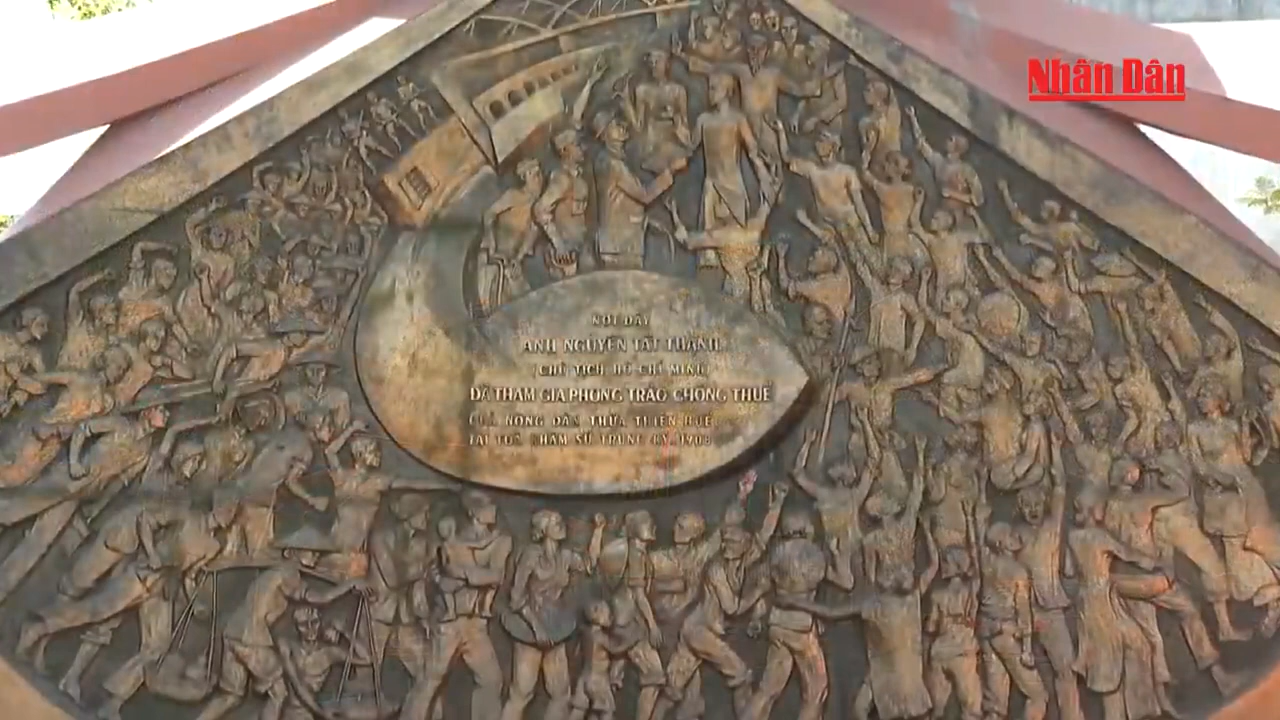 Nhân Dân
NƠI ĐÂY
ANH NGUYỄN TẤT THÀNH
(CHỦ TỊCH HỒ CHÍ MINH)
ĐÃ THAM GIA PHONG TRÀO CHỐNG THUẾ
CỦA NÔNG DÂN THỪA THIÊN HUẾ
TẠI TOÀ KHÂM SỨ TRUNG KỲ 1908